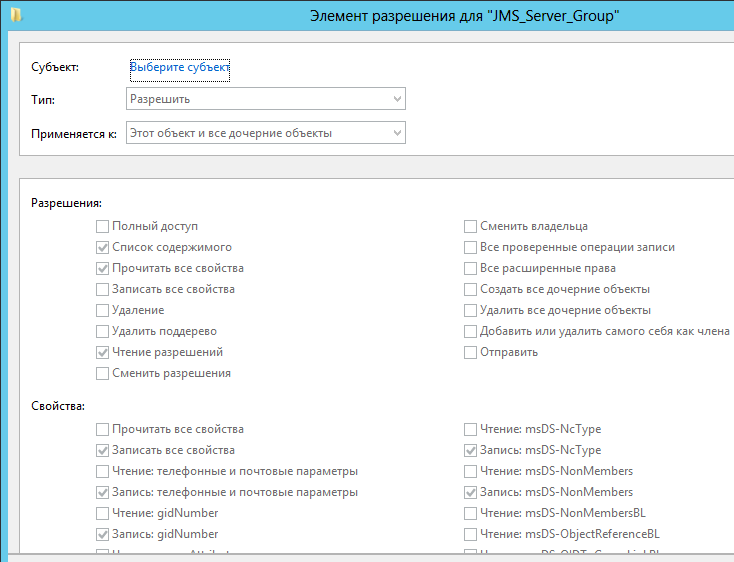 Элемент разрешения для "JMS_Server_Group"
Субъект: Выберите субъект
Тип: Разрешить
Применяется к: Этот объект и все дочерние объекты
Разрешения:
Полный доступ
Список содержимого
Прочитать все свойства
Записать все свойства
Удаление
Удалить поддерево
Чтение разрешений
Сменить разрешения
Сменить владельца
Все проверенные операции записи
Все расширенные права
Создать все дочерние объекты
Удалить все дочерние объекты
Добавить или удалить самого себя как члена
Отправить
Свойства:
Прочитать все свойства
Записать все свойства
Чтение: телефонные и почтовые параметры
Запись: телефонные и почтовые параметры
Чтение: gidNumber
Запись: gidNumber
Чтение: msDS-NcType
Запись: msDS-NcType
Чтение: msDS-NonMembers
Запись: msDS-NonMembers
Чтение: msDS-NonMembersBL
Чтение: msDS-ObjectReferenceBL